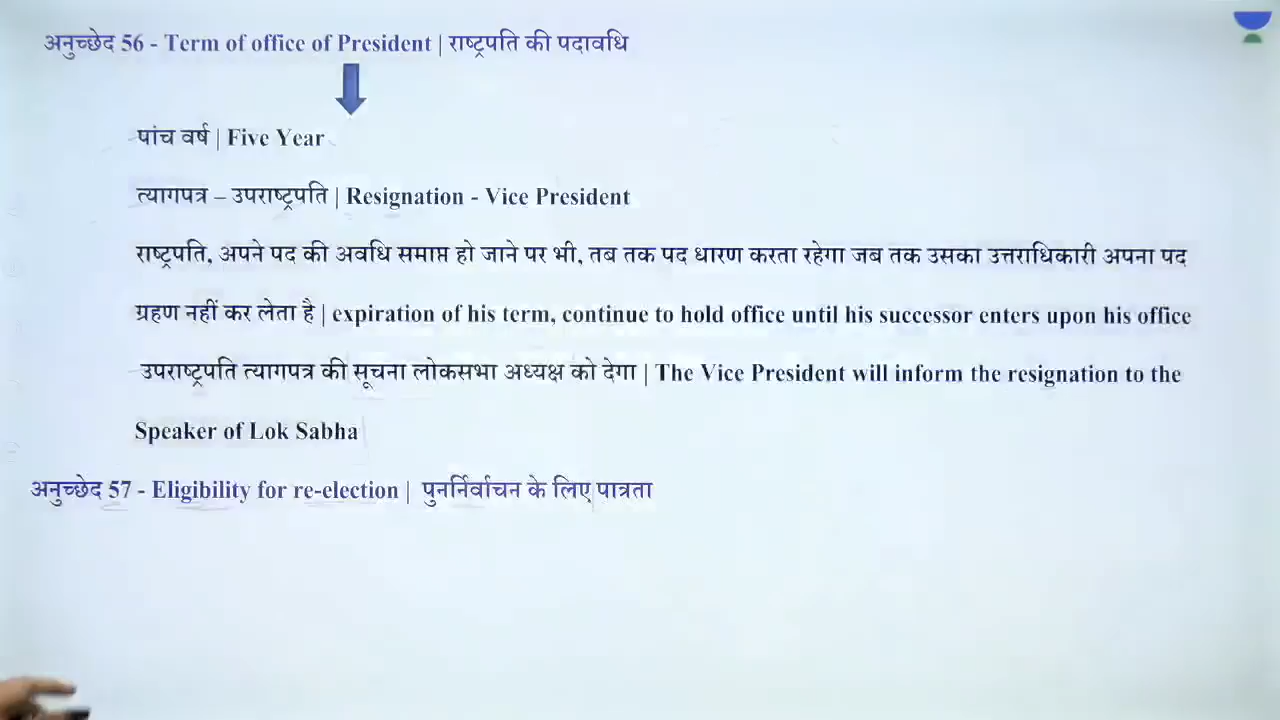 अनुच्छेद 56 - Term of office of President | राष्ट्रपति की पदावधि
पांच वर्ष | Five Year
त्यागपत्र – उपराष्ट्रपति | Resignation - Vice President
राष्ट्रपति, अपने पद की अवधि समाप्त हो जाने पर भी, तब तक पद धारण करता रहेगा जब तक उसका उत्तराधिकारी अपना पद
ग्रहण नहीं कर लेता है | expiration of his term, continue to hold office until his successor enters upon his office
उपराष्ट्रपति त्यागपत्र की सूचना लोकसभा अध्यक्ष को देगा | The Vice President will inform the resignation to the
Speaker of Lok Sabha
अनुच्छेद 57 - Eligibility for re-election | पुनर्निर्वाचन के लिए पात्रता